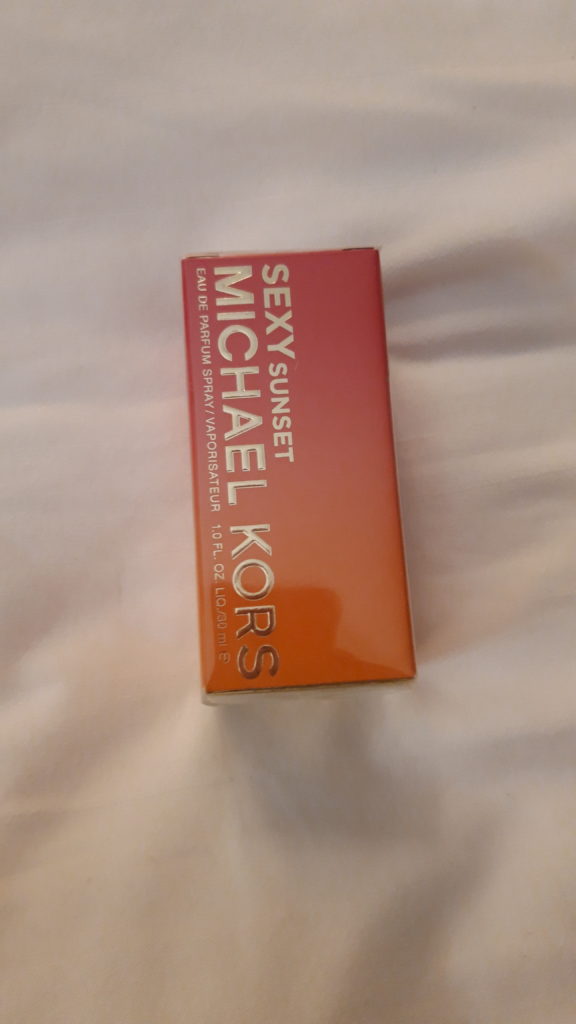 SEXY SUNSET
MICHAEL KORS
EAU DE PARFUM SPRAY/VAPORISATEUR 1.0 FL. OZ. LIQ./30 ml ℮